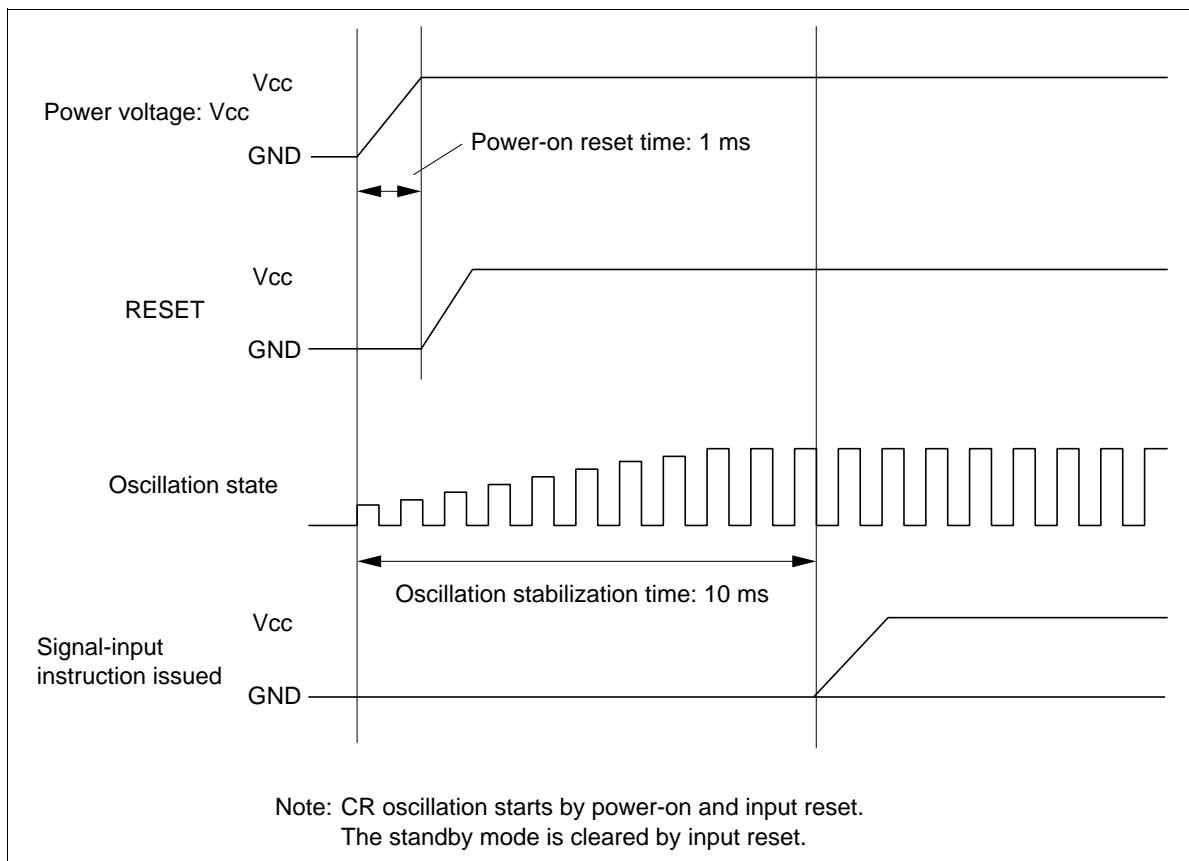 Vcc
Power voltage: Vcc
GND
Power-on reset time: 1 ms
Vcc
RESET
GND
Oscillation state
Oscillation stabilization time: 10 ms
Vcc
Signal-input
instruction issued
GND
Note: CR oscillation starts by power-on and input reset.
The standby mode is cleared by input reset.